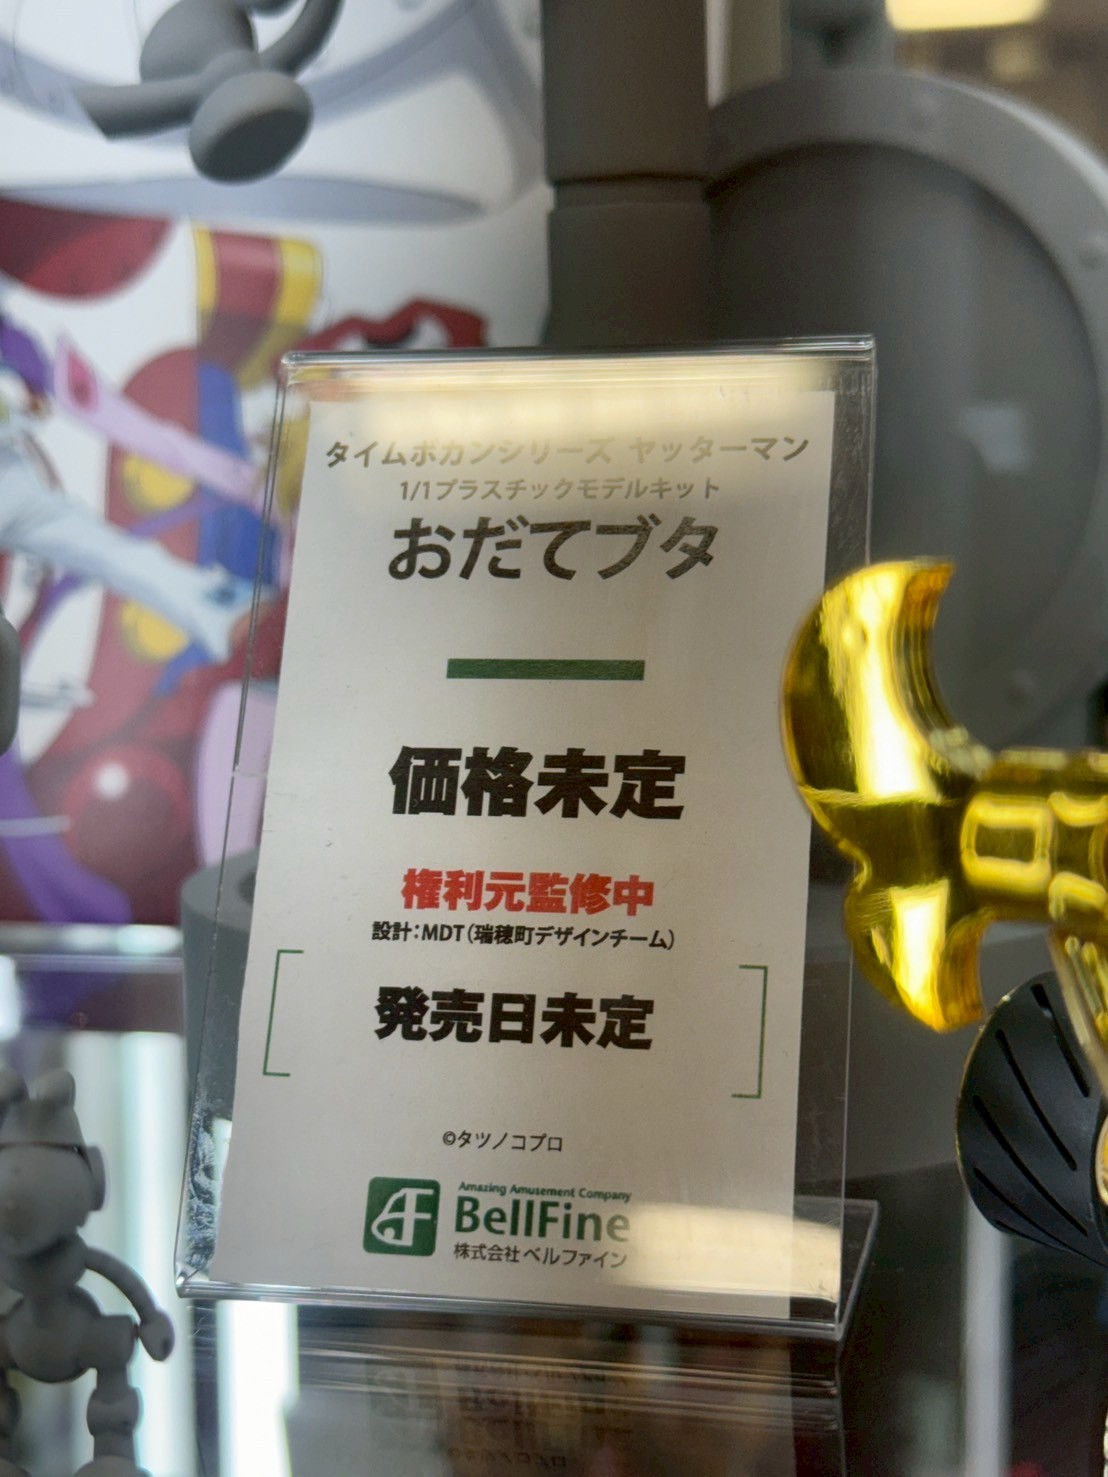 タイムボカンシリーズ ヤッターマン
1/1プラスチックモデルキット
おだてブタ
価格未定
権利元監修中
設計:MDT(瑞穂町デザインチーム)
発売日未定
©タツノコプロ
Amazing Amusement Company
BellFine
株式会社 ベルファイン